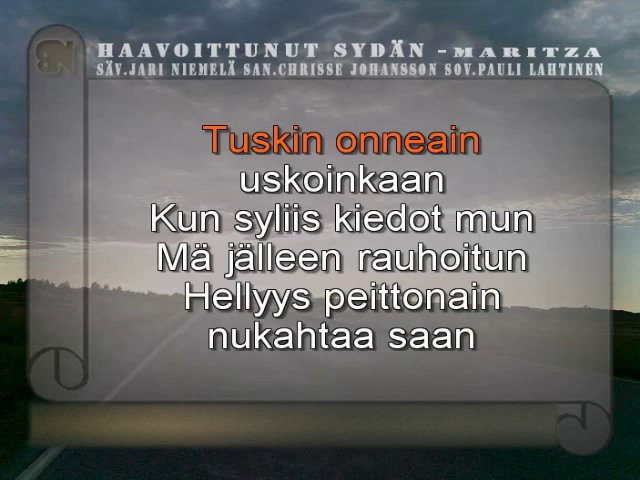 HAAVOITTUNUT SYDÄN - MARITZA
SÄV.JARI NIEMELÄ SAN.CHRISSE JOHANSSON SOV.PAULI LAHTINEN
Tuskin onneain
uskoinkaan
Kun syliis kiedot mun
Mä jälleen rauhoitun
Hellyys peittonain
nukahtaa saan